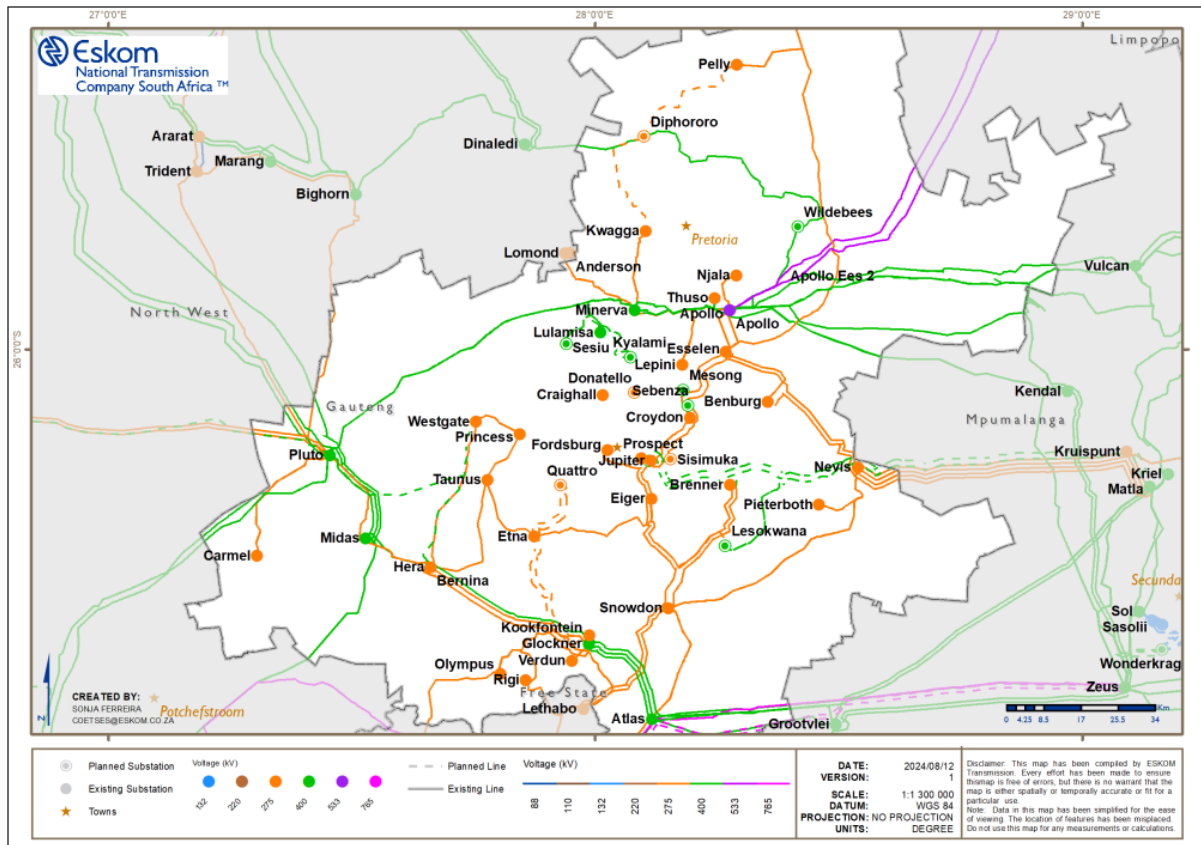 27°0'0"E
28°0'0"E
29°0'0"E
Eskom
National Transmission
Company South Africa ™
Limpopo
Pelly
Ararat
Diphororo
Dinaledi
Trident
Marang
Bighorn
Wildebees
Kwagga
Pretoria
Lomond
Anderson
Njala
Apollo Ees 2
Vulcan
Thuso
North West
Minerva
Apollo
Apollo
Lulamisa
Kyalami
Sesiu
Esselen
26°0'0"S
Lepini
Donatello
Mesong
Sebenza
Kendal
Craighall
Benburg
Gauteng
Mpumalanga
Westgate
Croydon
Princess
Fordsburg
Prospect
Kruispunt
Pluto
Jupiter
Sisimuka
Quattro
Nevis
Kriel
Taunus
Brenner
Matla
Eiger
Pieterboth
Lesokwana
Midas
Etna
Carmel
Hera
Bernina
Secunda
Snowdon
Sol
Sasolii
Kookfontein
Glockner
Verdun
Olympus
Wonderkrag
Rigi
Free State
Zeus
CREATED BY:
SONJA FERREIRA
COETSES@ESKOM.CO.ZA
Potchefstroom
Lethabo
Atlas
Grootvlei
N
0 4.25 8.5 17 25.5 34
Km
Planned Substation
Existing Substation
Towns
Voltage (kV)
132 220 275 400 533 765
Planned Line
Existing Line
Voltage (kV)
88 110 132 220 275 400 533 765
DATE: 2024/08/12
VERSION: 1
SCALE: 1:1 300 000
DATUM: WGS 84
PROJECTION: NO PROJECTION
UNITS: DEGREE
Disclaimer: This map has been compiled by ESKOM
Transmission. Every effort has been made to ensure
thismap is free of errors, but there is no warrant that the
map is either spatially or temporally accurate or fit for a
particular use.
Note: Data in this map has been simplified for the ease
of viewing. The location of features has been misplaced.
Do not use this map for any measurements or calculations.